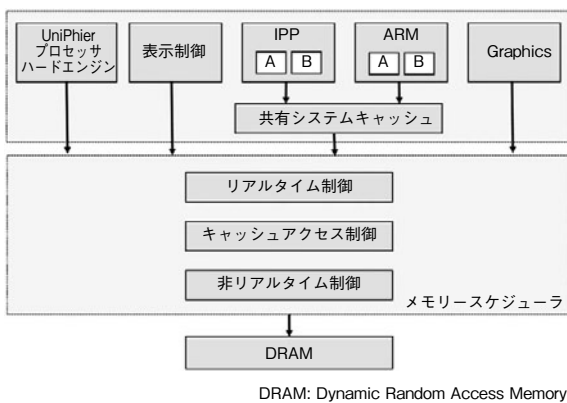 UniPhier
プロセッサ
ハードエンジン
表示制御
IPP
A B
ARM
A B
Graphics
共有システムキャッシュ
リアルタイム制御
キャッシュアクセス制御
非リアルタイム制御
メモリースケジューラ
DRAM
DRAM: Dynamic Random Access Memory